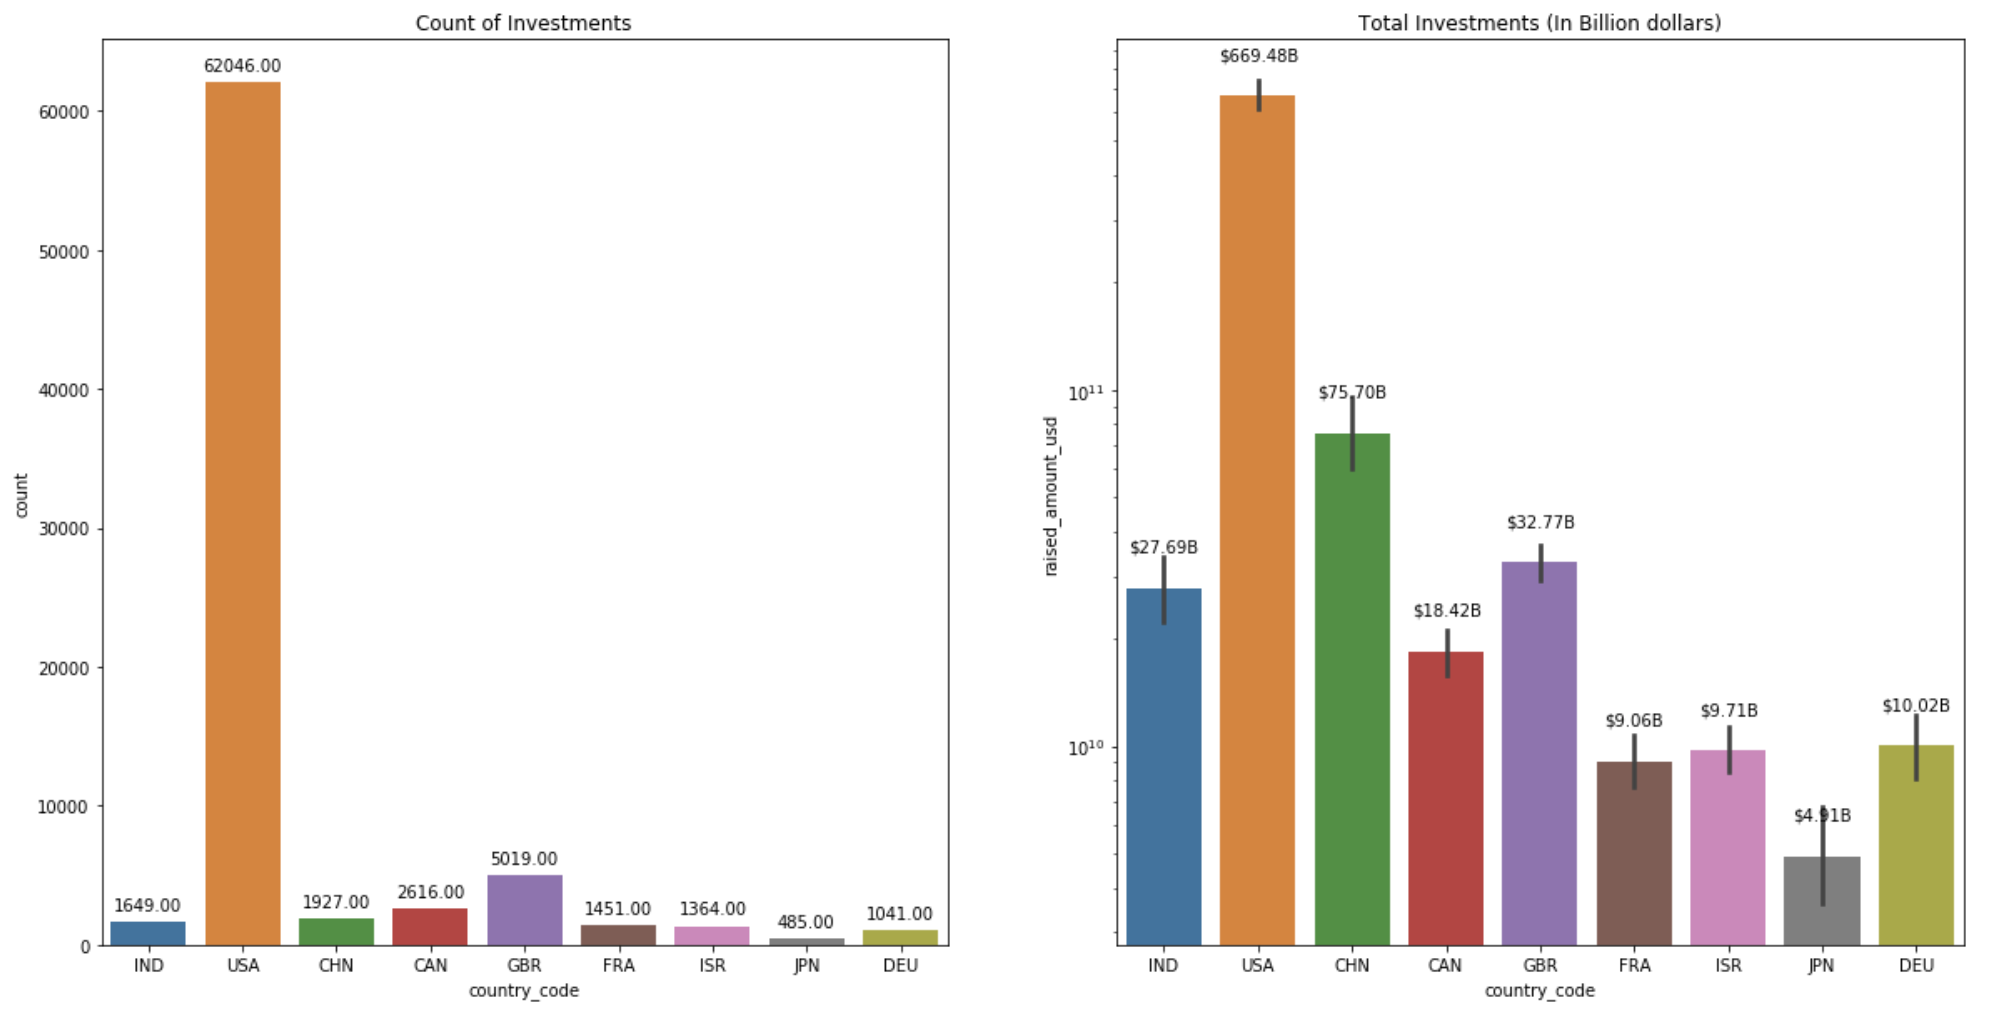 Count of Investments
count
60000
50000
40000
30000
20000
10000
0
1649.00
62046.00
1927.00
2616.00
5019.00
1451.00
1364.00
485.00
1041.00
IND USA CHN CAN GBR FRA ISR JPN DEU
country_code
Total Investments (In Billion dollars)
raised_amount_usd
10¹¹
10¹⁰
$27.69B
$669.48B
$75.70B
$18.42B
$32.77B
$9.06B
$9.71B
$4.91B
$10.02B
IND USA CHN CAN GBR FRA ISR JPN DEU
country_code